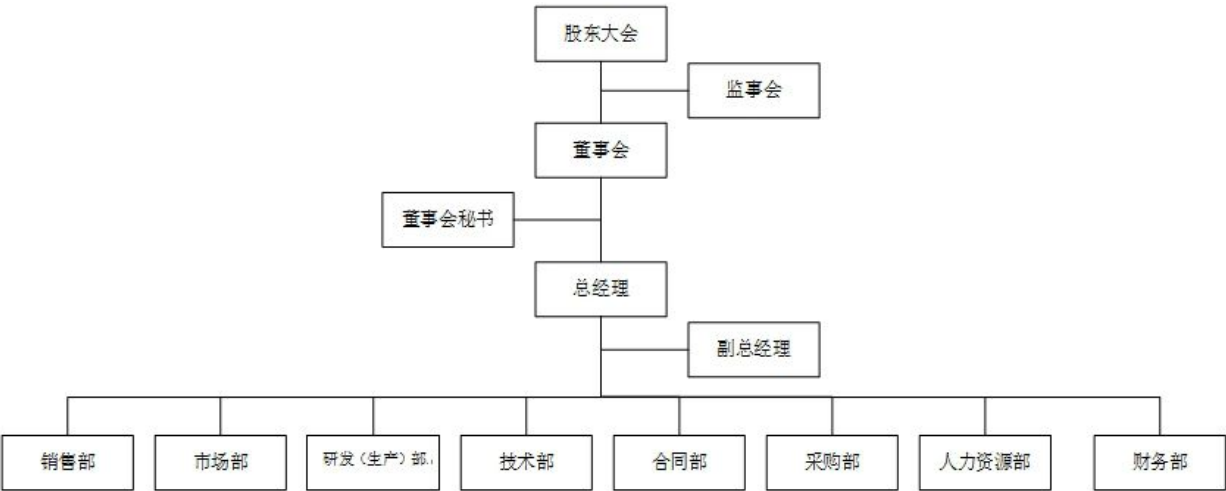 股东大会
监事会
董事会
董事会秘书
总经理
副总经理
销售部
市场部
研发（生产）部
技术部
合同部
采购部
人力资源部
财务部